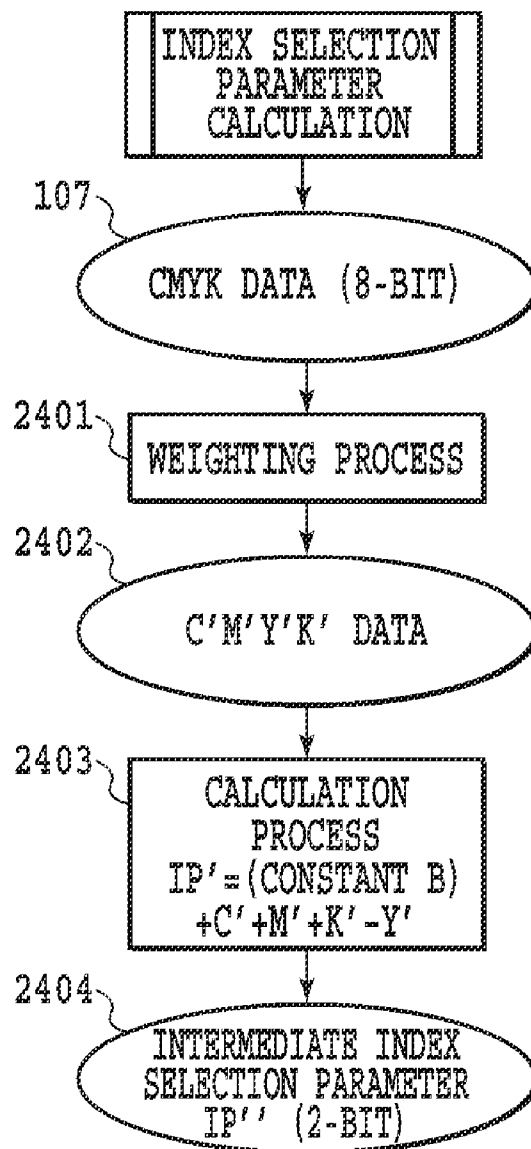 INDEX SELECTION
PARAMETER
CALCULATION
107
CMYK DATA (8-BIT)
2401
WEIGHTING PROCESS
2402
C'M'Y'K' DATA
2403
CALCULATION
PROCESS
IP'=(CONSTANT B)
+C'+M'+K'-Y'
2404
INTERMEDIATE INDEX
SELECTION PARAMETER
IP'' (2-BIT)